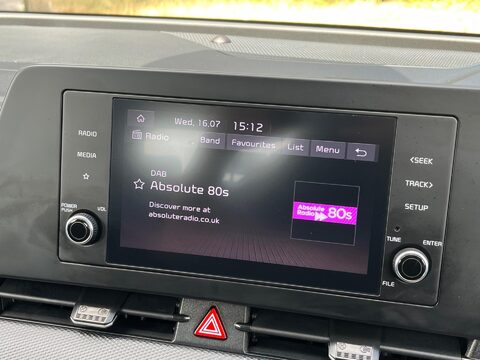 Wed, 16.07 15:12
Radio Band Favourites List Menu
DAB
Absolute 80s
Discover more at
absoluteradio.co.uk
Absolute
Radio 80s
RADIO
MEDIA
POWER
PUSH
VOL
<SEEK
TRACK>
SETUP
TUNE
ENTER
FILE